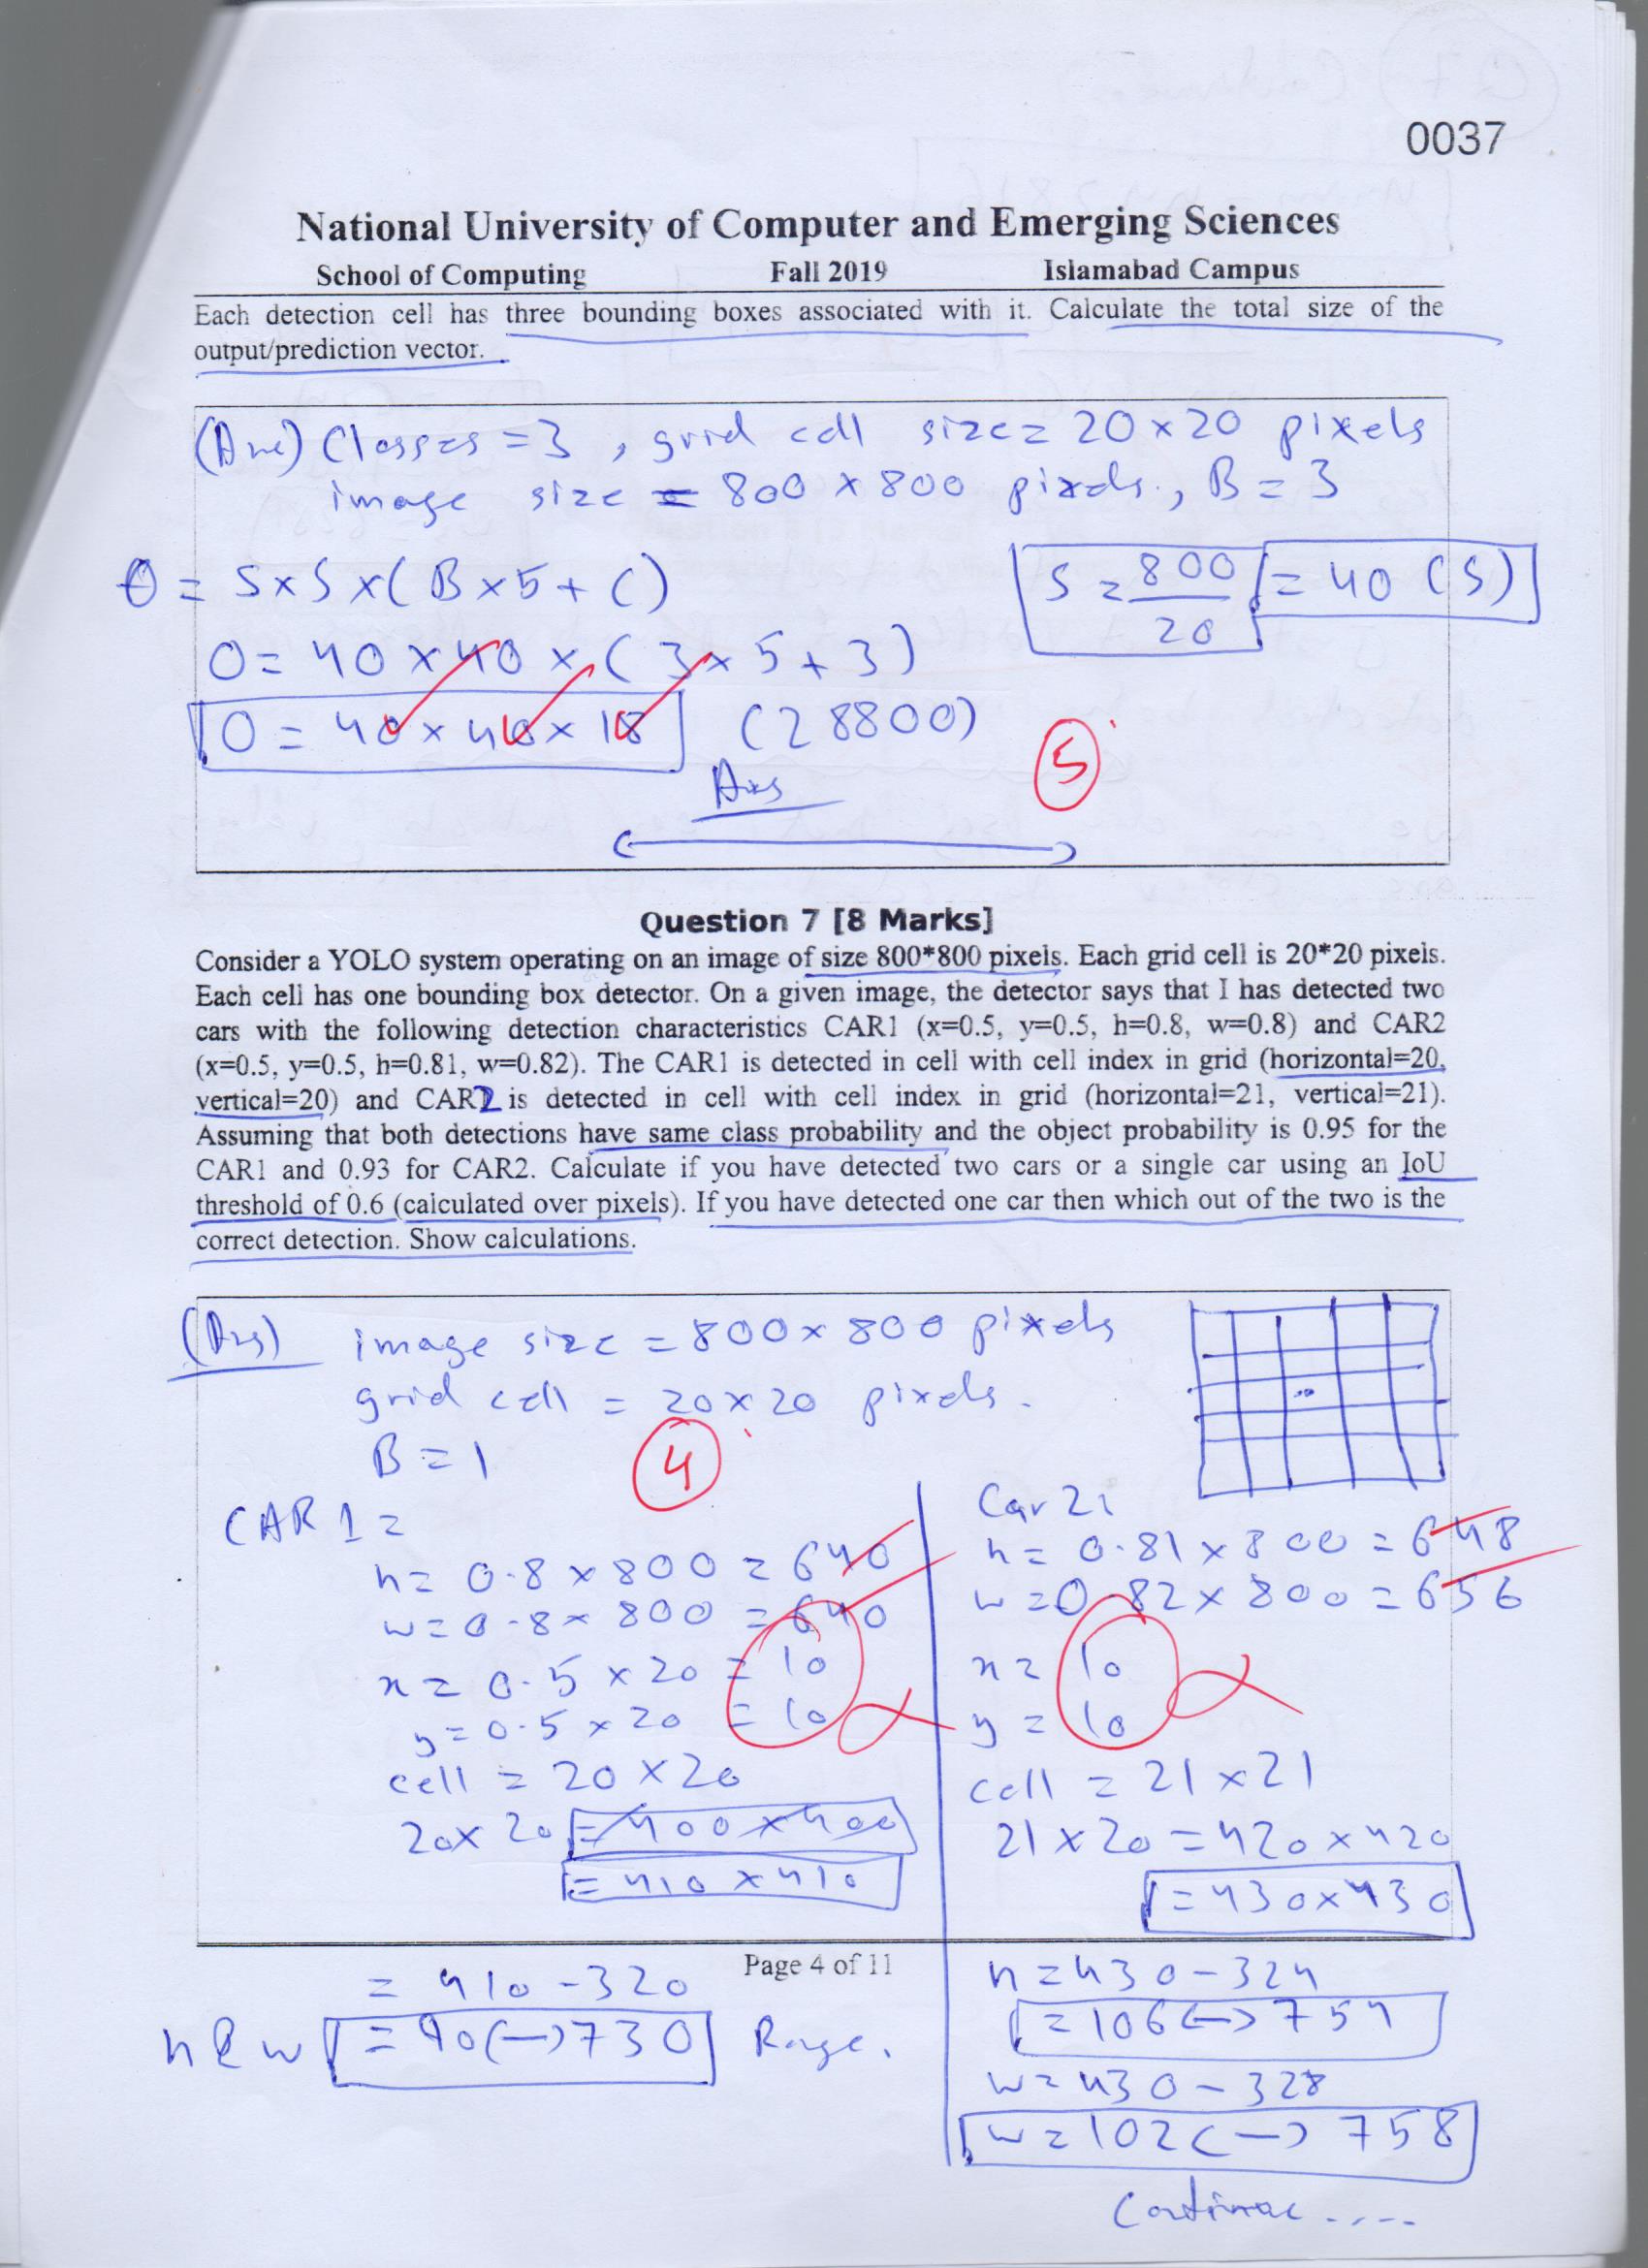 0037
National University of Computer and Emerging Sciences
School of Computing Fall 2019 Islamabad Campus
Each detection cell has three bounding boxes associated with it. Calculate the total size of the
output/prediction vector.
(Ans) Classes = 3 , grid cell size = 20 × 20 pixels
image size = 800 × 800 pixels. , B = 3
O = S × S × ( B × 5 + C )
S = 800/20 = 40 (S)
O = 40 × 40 × ( 3 × 5 + 3 )
O = 40 × 40 × 18 (28800)
5
Ans
Question 7 [8 Marks]
Consider a YOLO system operating on an image of size 800*800 pixels. Each grid cell is 20*20 pixels.
Each cell has one bounding box detector. On a given image, the detector says that I has detected two
cars with the following detection characteristics CAR1 (x=0.5, y=0.5, h=0.8, w=0.8) and CAR2
(x=0.5, y=0.5, h=0.81, w=0.82). The CAR1 is detected in cell with cell index in grid (horizontal=20,
vertical=20) and CAR2 is detected in cell with cell index in grid (horizontal=21, vertical=21).
Assuming that both detections have same class probability and the object probability is 0.95 for the
CAR1 and 0.93 for CAR2. Calculate if you have detected two cars or a single car using an IoU
threshold of 0.6 (calculated over pixels). If you have detected one car then which out of the two is the
correct detection. Show calculations.
(Ans) image size = 800 × 800 pixels
grid cell = 20 × 20 pixels.
B = 1
4
CAR 1 =
h = 0.8 × 800 = 640
w = 0.8 × 800 = 640
x = 0.5 × 20 = 10
y = 0.5 × 20 = 10
cell = 20 × 20
20 × 20 = 400 × 400
= 410 × 410
Car 2:
h = 0.81 × 800 = 648
w = 0.82 × 800 = 656
x = 10
y = 10
cell = 21 × 21
21 × 20 = 420 × 420
= 430 × 430
Page 4 of 11
= 410 - 320
h & w = 90 <-> 730 Range.
h = 430 - 324
= 106 <-> 754
w = 430 - 328
w = 102 <-> 758
Continue .....